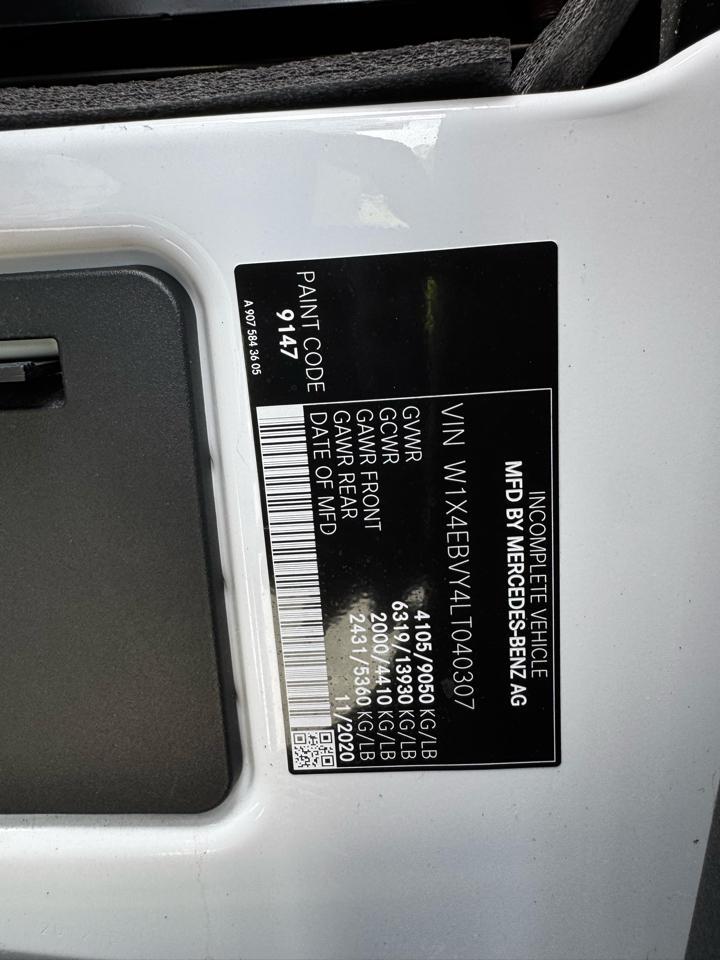 INCOMPLETE VEHICLE
MFD BY MERCEDES-BENZ AG
VIN W1X4EBVY4LT040307
GVWR 4105/9050 KG/LB
GCWR 6319/13930 KG/LB
GAWR FRONT 2000/4410 KG/LB
GAWR REAR 2431/5360 KG/LB
DATE OF MFD 11/2020
PAINT CODE
9147
A 907 584 36 05